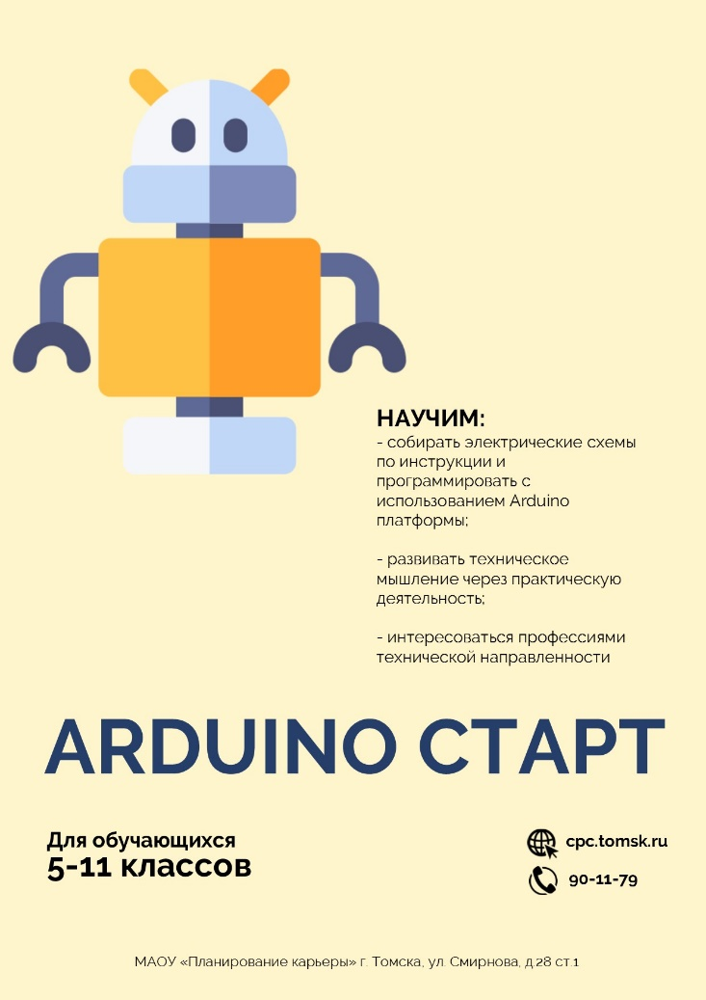 НАУЧИМ:
- собирать электрические схемы
по инструкции и
программировать с
использованием Arduino
платформы;
- развивать техническое
мышление через практическую
деятельность;
- интересоваться профессиями
технической направленности
ARDUINO СТАРТ
Для обучающихся
5-11 классов
cpc.tomsk.ru
90-11-79
МАОУ «Планирование карьеры» г. Томска, ул. Смирнова, д.28 ст.1